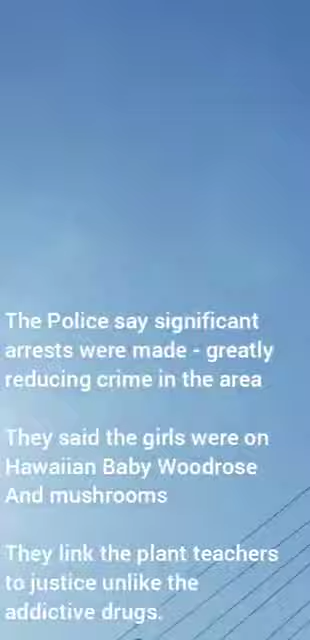 The Police say significant
arrests were made - greatly
reducing crime in the area
They said the girls were on
Hawaiian Baby Woodrose
And mushrooms
They link the plant teachers
to justice unlike the
addictive drugs.